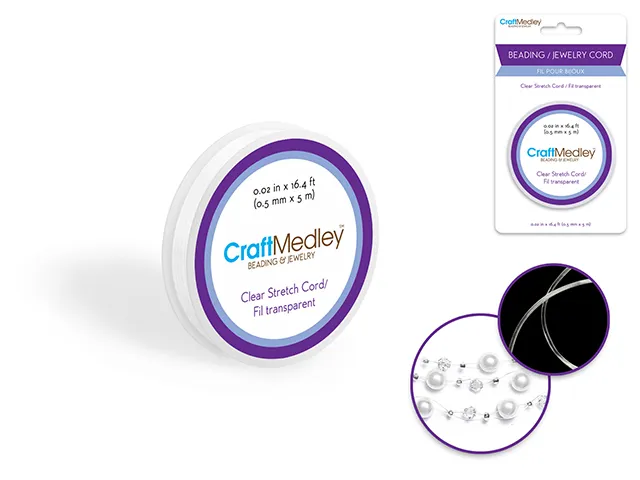 0.02 in x 16.4 ft
(0.5 mm x 5 m)
CraftMedley™
BEADING & JEWELRY
Clear Stretch Cord/
Fil transparent
CraftMedley
BEADING & JEWELRY
BEADING / JEWELRY CORD
FIL POUR BIJOUX
Clear Stretch Cord / Fil transparent
0.02 in x 16.4 ft
(0.5 mm x 5 m)
CraftMedley
BEADING & JEWELRY
Clear Stretch Cord/
Fil transparent
0.02 in x 16.4 ft (0.5 mm x 5 m)